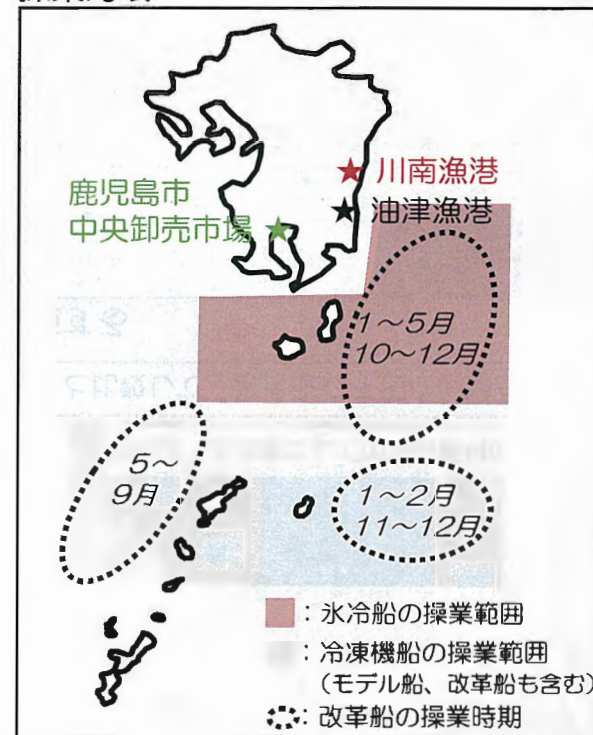 川南漁港
鹿児島市
中央卸売市場
油津漁港
1～5月
10～12月
5～
9月
1～2月
11～12月
：氷冷船の操業範囲
：冷凍機船の操業範囲
（モデル船、改革船も含む）
：改革船の操業時期